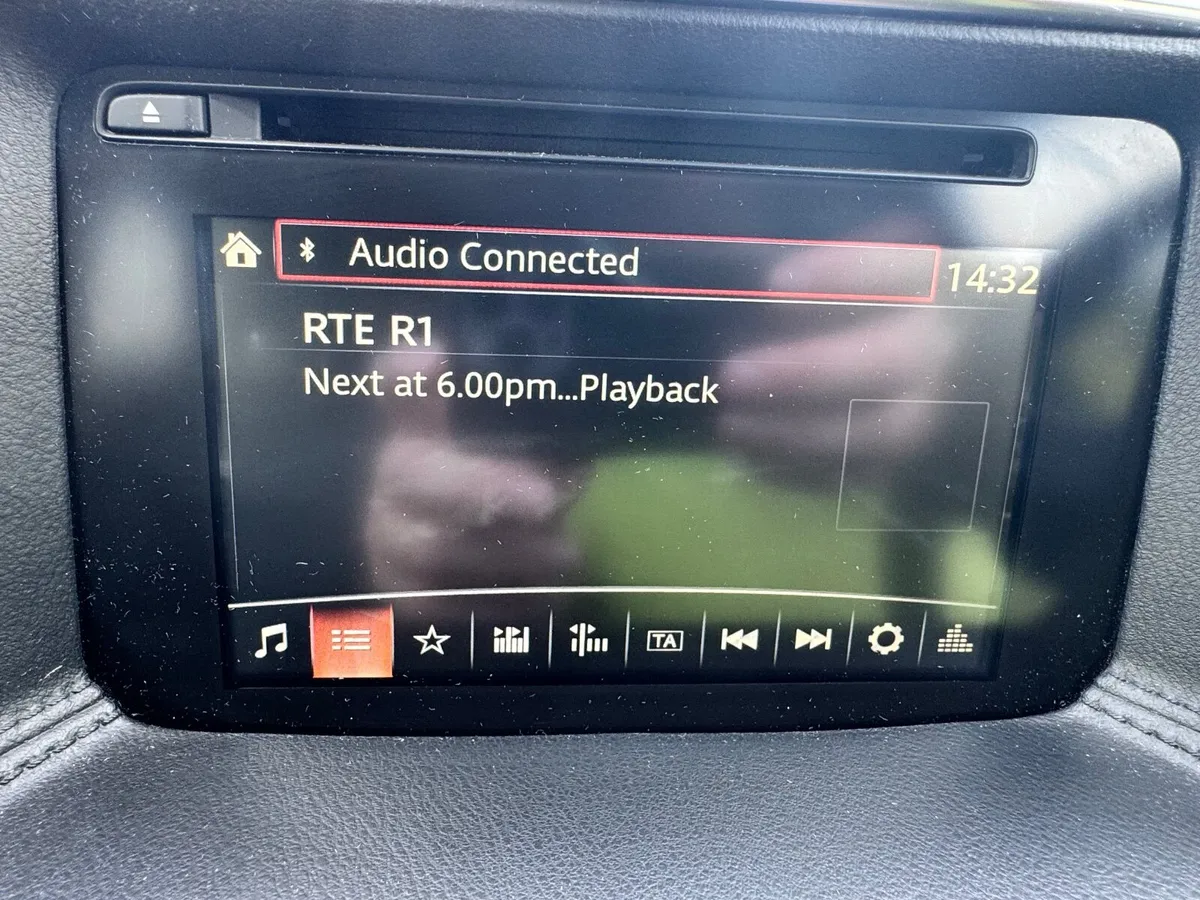 Audio Connected
14:32
RTE R1
Next at 6.00pm...Playback
TA